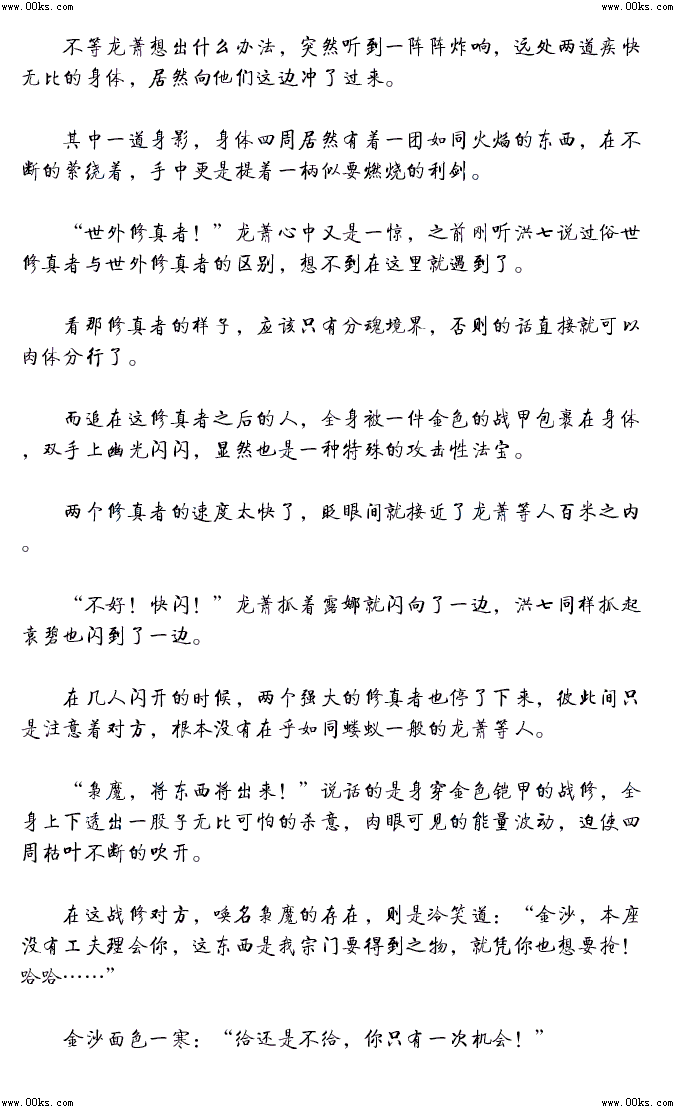 www.00ks.com www.00ks.com
不等龙萧想出什么办法，突然听到一阵阵炸响，远处两道疾快
无比的身体，居然向他们这边冲了过来。
其中一道身影，身体四周居然有着一团如同火焰的东西，在不
断的萦绕着，手中更是提着一柄似要燃烧的利剑。
“世外修真者！”龙萧心中又是一惊，之前刚听洪七说过俗世
修真者与世外修真者的区别，想不到在这里就遇到了。
看那修真者的样子，应该只有分魂境界，否则的话直接就可以
肉体分行了。
而追在这修真者之后的人，全身被一件金色的战甲包裹在身体
，双手上幽光闪闪，显然也是一种特殊的攻击性法宝。
两个修真者的速度太快了，眨眼间就接近了龙萧等人百米之内
。
“不好！快闪！”龙萧抓着露娜就闪向了一边，洪七同样抓起
袁碧也闪到了一边。
在几人闪开的时候，两个强大的修真者也停了下来，彼此间只
是注意着对方，根本没有在乎如同蝼蚁一般的龙萧等人。
“枭魔，将东西将出来！”说话的是身穿金色铠甲的战修，全
身上下透出一股子无比可怕的杀意，肉眼可见的能量波动，迫使四
周枯叶不断的吹开。
在这战修对方，唤名枭魔的存在，则是冷笑道：“金沙，本座
没有工夫理会你，这东西是我宗门要得到之物，就凭你也想要抢！
哈哈……”
金沙面色一寒：“给还是不给，你只有一次机会！”
www.00ks.com www.00ks.com